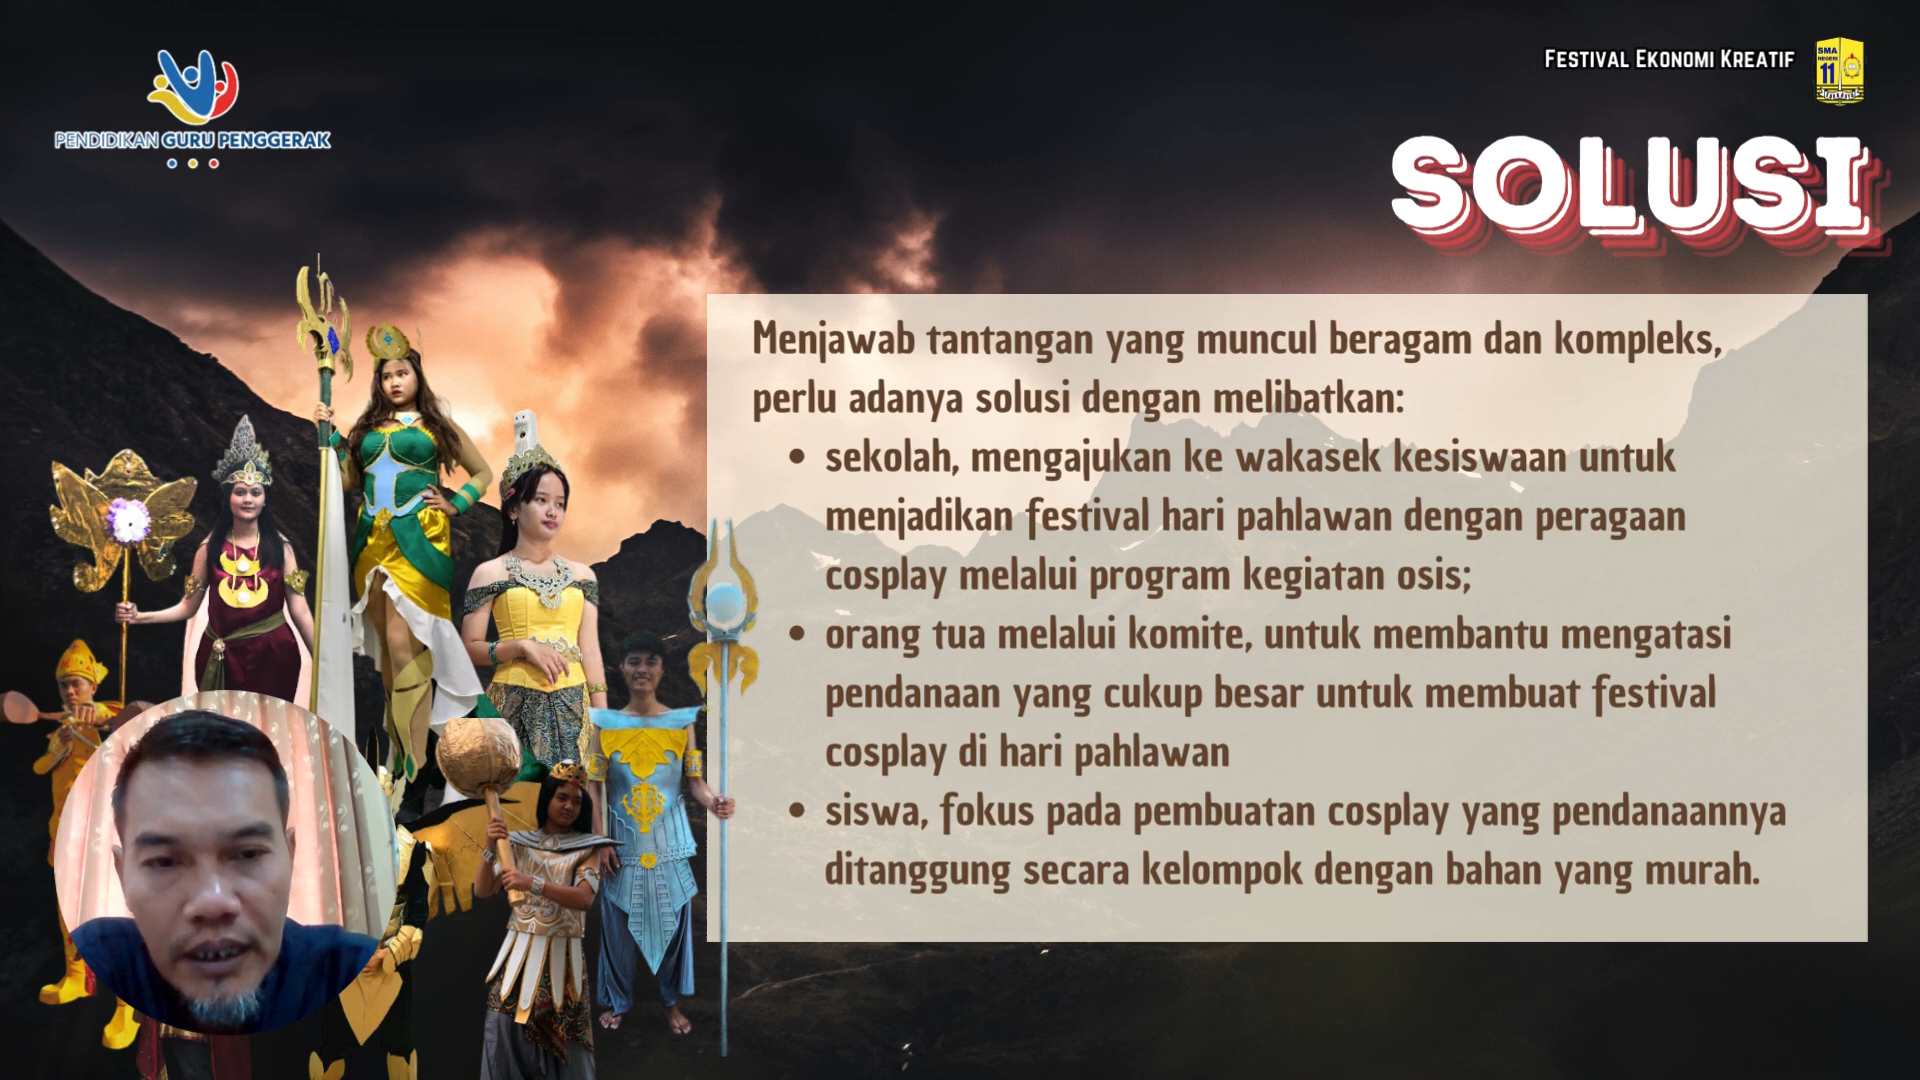 PENDIDIKAN GURU PENGGERAK
FESTIVAL EKONOMI KREATIF
SMA
NEGERI
11
SOLUSI
Menjawab tantangan yang muncul beragam dan kompleks,
perlu adanya solusi dengan melibatkan:
• sekolah, mengajukan ke wakasek kesiswaan untuk
menjadikan festival hari pahlawan dengan peragaan
cosplay melalui program kegiatan osis;
• orang tua melalui komite, untuk membantu mengatasi
pendanaan yang cukup besar untuk membuat festival
cosplay di hari pahlawan
• siswa, fokus pada pembuatan cosplay yang pendanaannya
ditanggung secara kelompok dengan bahan yang murah.